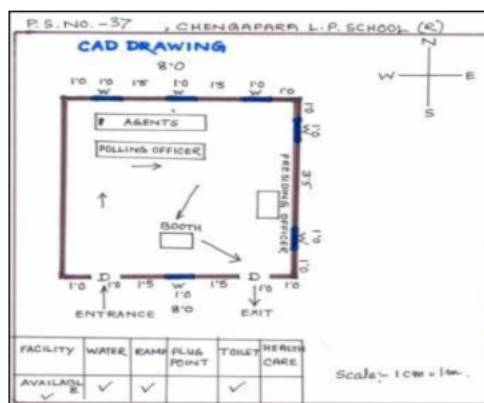 P.S. NO. - 37 , CHENGAPARA L.P. SCHOOL (R)
CAD DRAWING
N
W E
S
8'0
1'0 1'0 1'5 1'0 1'5 1'0 1'0
W W W
AGENTS
POLLING OFFICER
1'0
W 1'0
3'5
PRESIDING OFFICER
W 1'0
1'0
BOOTH
D W D
1'0 1'0 1'5 1'0 1'5 1'0 1'0
ENTRANCE 8'0 EXIT
FACILITY WATER RAMP PLUG POINT TOILET HEALTH CARE
AVAILABLE ✓ ✓ ✓ ✓
Scale:- 1cm = 1m.